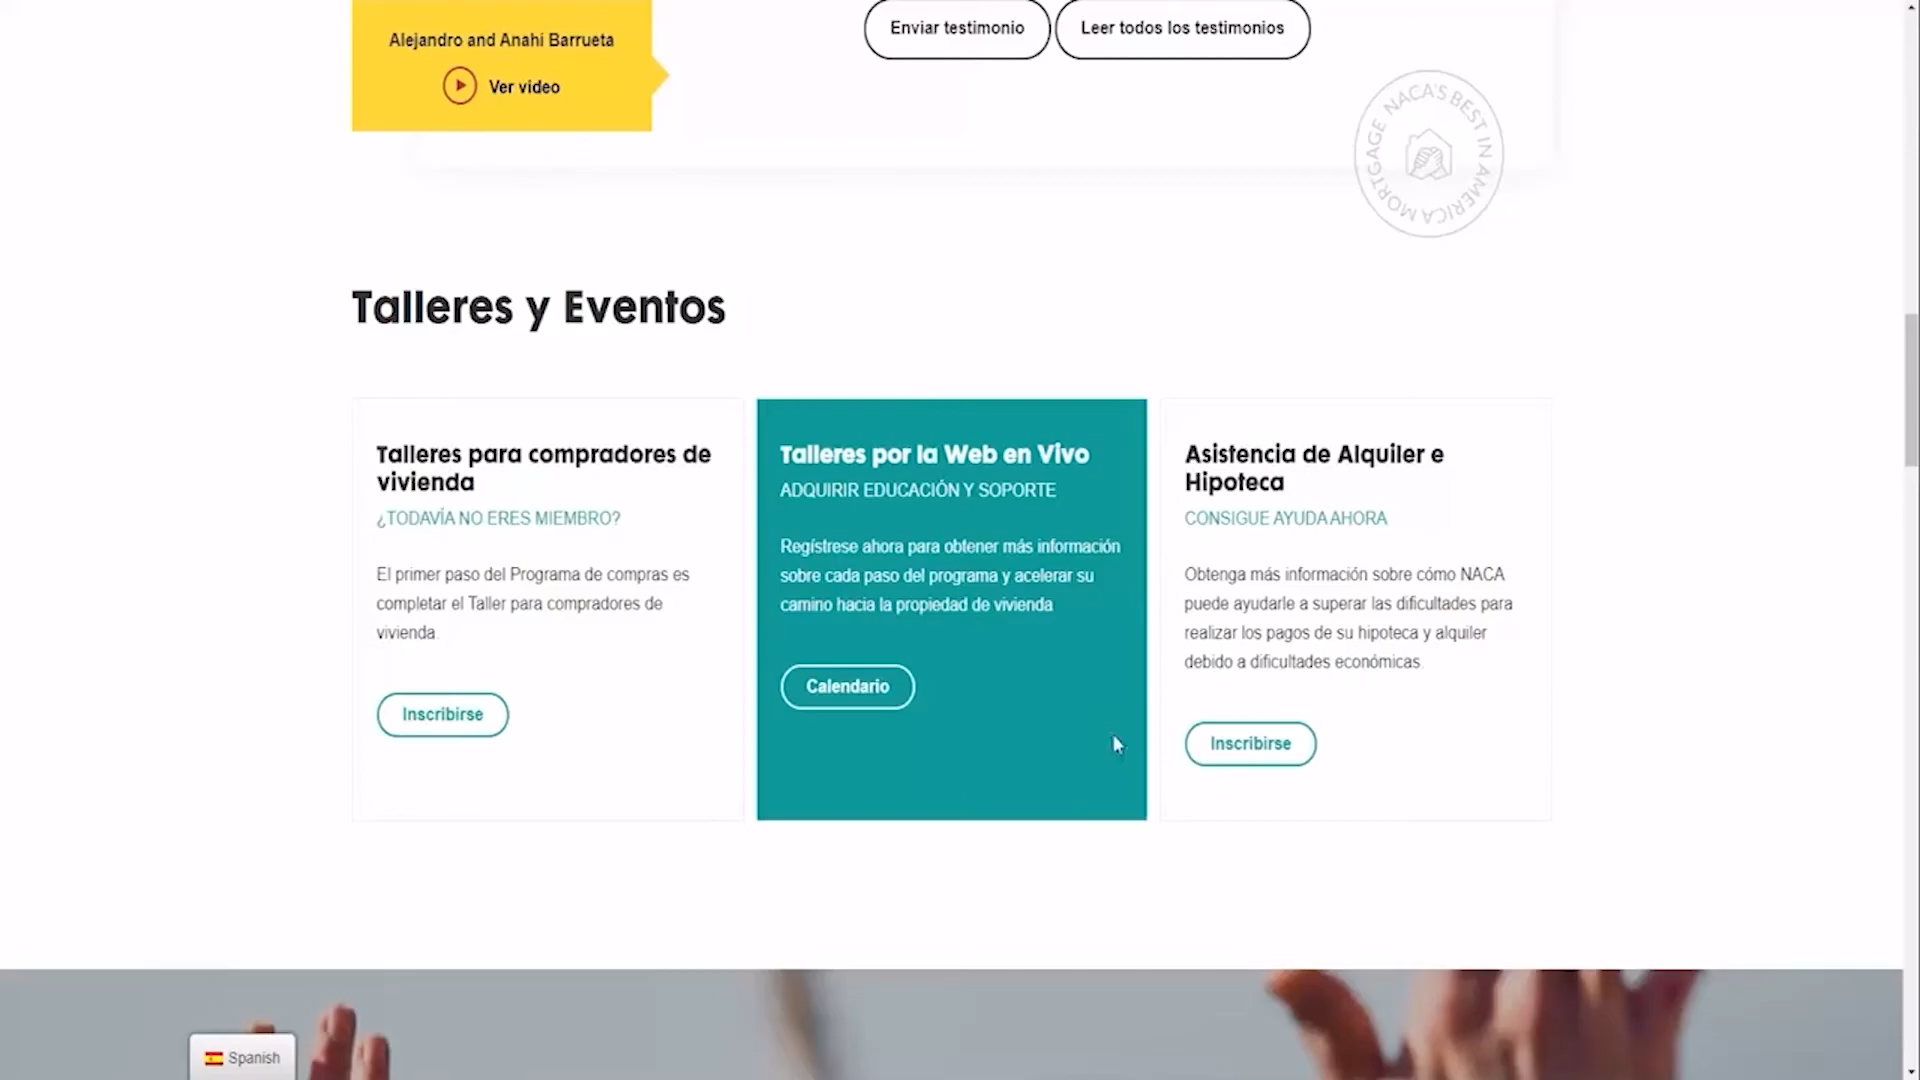 Alejandro and Anahí Barrueta
Ver video
Enviar testimonio
Leer todos los testimonios
NACA'S BEST IN AMERICA MORTGAGE
Talleres y Eventos
Talleres para compradores de
vivienda
¿TODAVÍA NO ERES MIEMBRO?
El primer paso del Programa de compras es
completar el Taller para compradores de
vivienda.
Inscribirse
Talleres por la Web en Vivo
ADQUIRIR EDUCACIÓN Y SOPORTE
Regístrese ahora para obtener más información
sobre cada paso del programa y acelerar su
camino hacia la propiedad de vivienda
Calendario
Asistencia de Alquiler e
Hipoteca
CONSIGUE AYUDA AHORA
Obtenga más información sobre cómo NACA
puede ayudarle a superar las dificultades para
realizar los pagos de su hipoteca y alquiler
debido a dificultades económicas.
Inscribirse
Spanish